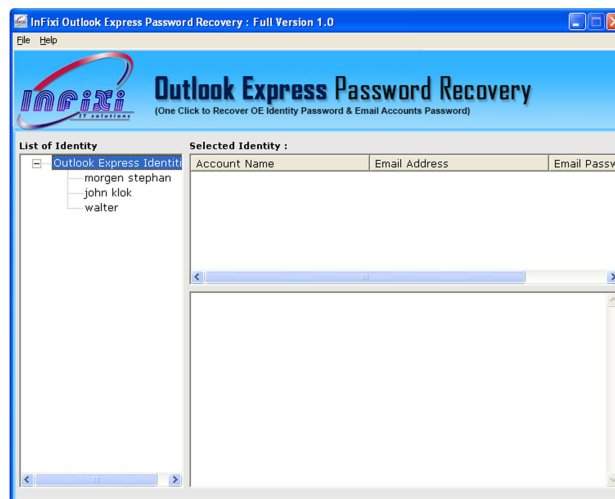 InFixi Outlook Express Password Recovery : Full Version 1.0
File Help
InFixi
IT solutions
Outlook Express Password Recovery
(One Click to Recover OE Identity Password & Email Accounts Password)
List of Identity
Selected Identity :
Outlook Express Identiti
morgen stephan
john klok
walter
Account Name Email Address Email Passw